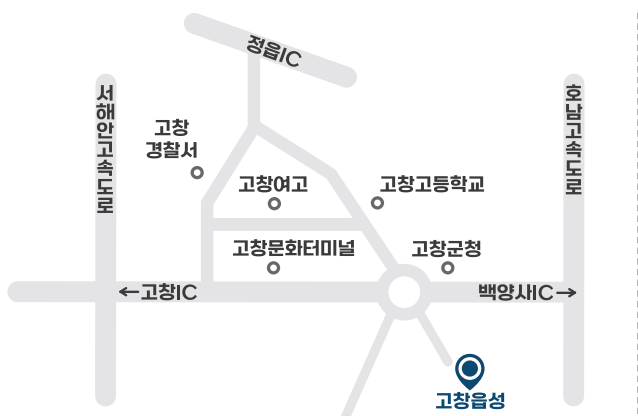 정읍IC
서해안고속도로
호남고속도로
고창
경찰서
고창여고
고창고등학교
고창문화터미널
고창군청
←고창IC
백양사IC→
고창읍성